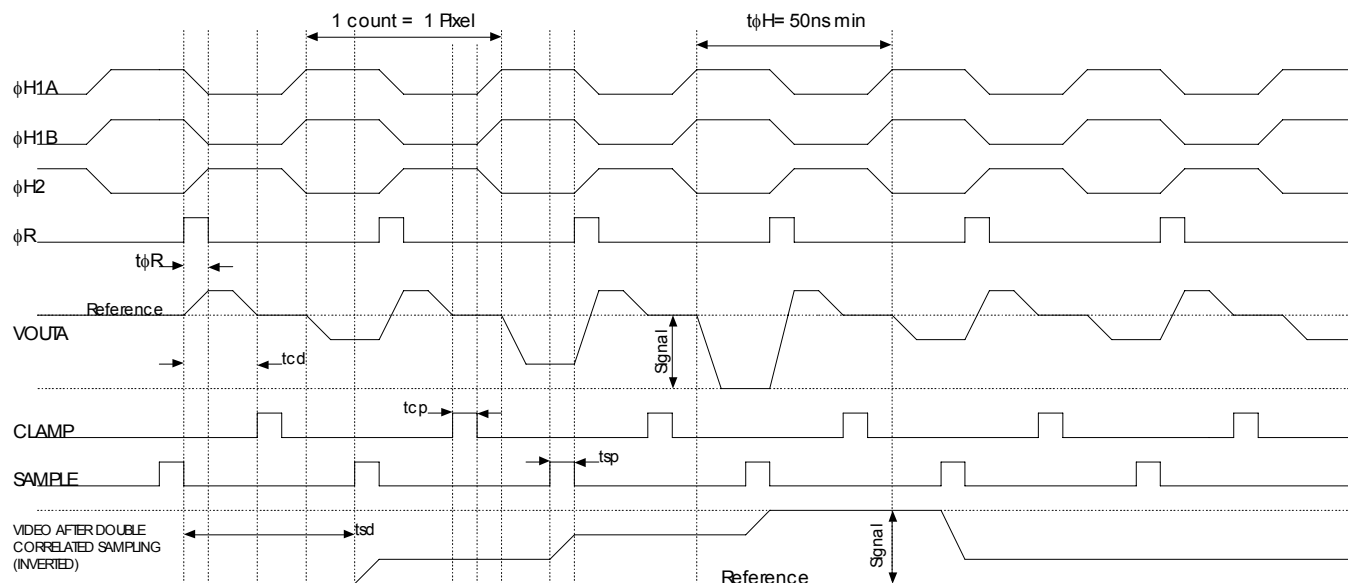 1 count = 1 Pixel
tϕH= 50ns min
ϕH1A
ϕH1B
ϕH2
ϕR
tϕR
Reference
VOUTA
Signal
tcd
tcp
CLAMP
tsp
SAMPLE
tsd
VIDEO AFTER DOUBLE
CORRELATED SAMPLING
(INVERTED)
Signal
Reference